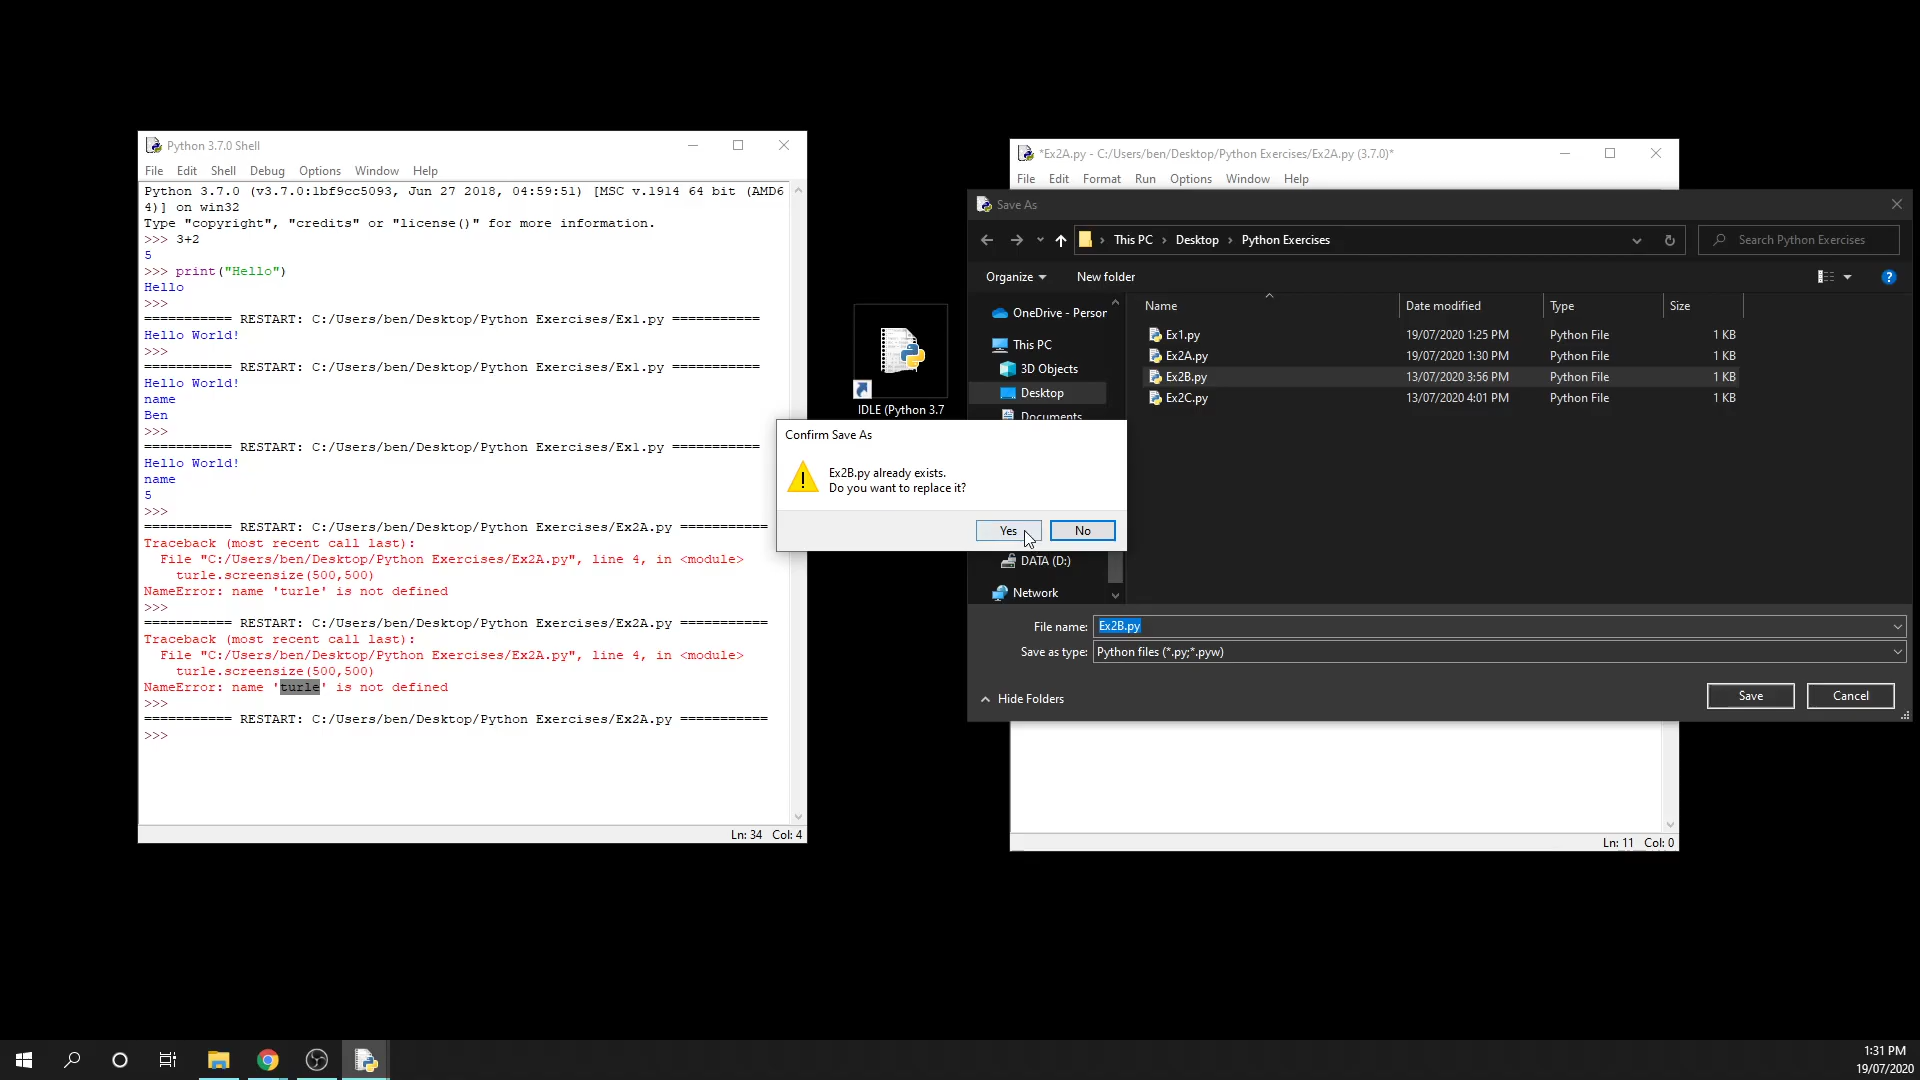 Python 3.7.0 Shell
File Edit Shell Debug Options Window Help
Python 3.7.0 (v3.7.0:1bf9cc5093, Jun 27 2018, 04:59:51) [MSC v.1914 64 bit (AMD6
4)] on win32
Type "copyright", "credits" or "license()" for more information.
>>> 3+2
5
>>> print("Hello")
Hello
>>>
=========== RESTART: C:/Users/ben/Desktop/Python Exercises/Ex1.py ===========
Hello World!
>>>
=========== RESTART: C:/Users/ben/Desktop/Python Exercises/Ex1.py ===========
Hello World!
name
Ben
>>>
=========== RESTART: C:/Users/ben/Desktop/Python Exercises/Ex1.py ===========
Hello World!
name
5
>>>
=========== RESTART: C:/Users/ben/Desktop/Python Exercises/Ex2A.py ===========
Traceback (most recent call last):
File "C:/Users/ben/Desktop/Python Exercises/Ex2A.py", line 4, in <module>
turle.screensize(500,500)
NameError: name 'turle' is not defined
>>>
=========== RESTART: C:/Users/ben/Desktop/Python Exercises/Ex2A.py ===========
Traceback (most recent call last):
File "C:/Users/ben/Desktop/Python Exercises/Ex2A.py", line 4, in <module>
turle.screensize(500,500)
NameError: name 'turle' is not defined
>>>
=========== RESTART: C:/Users/ben/Desktop/Python Exercises/Ex2A.py ===========
>>>
Ln: 34 Col: 4
IDLE (Python 3.7
*Ex2A.py - C:/Users/ben/Desktop/Python Exercises/Ex2A.py (3.7.0)*
File Edit Format Run Options Window Help
Save As
This PC › Desktop › Python Exercises
Search Python Exercises
Organize New folder
OneDrive - Person
This PC
3D Objects
Desktop
Documents
DATA (D:)
Network
Name Date modified Type Size
Ex1.py 19/07/2020 1:25 PM Python File 1 KB
Ex2A.py 19/07/2020 1:30 PM Python File 1 KB
Ex2B.py 13/07/2020 3:56 PM Python File 1 KB
Ex2C.py 13/07/2020 4:01 PM Python File 1 KB
Confirm Save As
Ex2B.py already exists.
Do you want to replace it?
Yes No
File name: Ex2B.py
Save as type: Python files (*.py;*.pyw)
Hide Folders
Save Cancel
Ln: 11 Col: 0
1:31 PM
19/07/2020